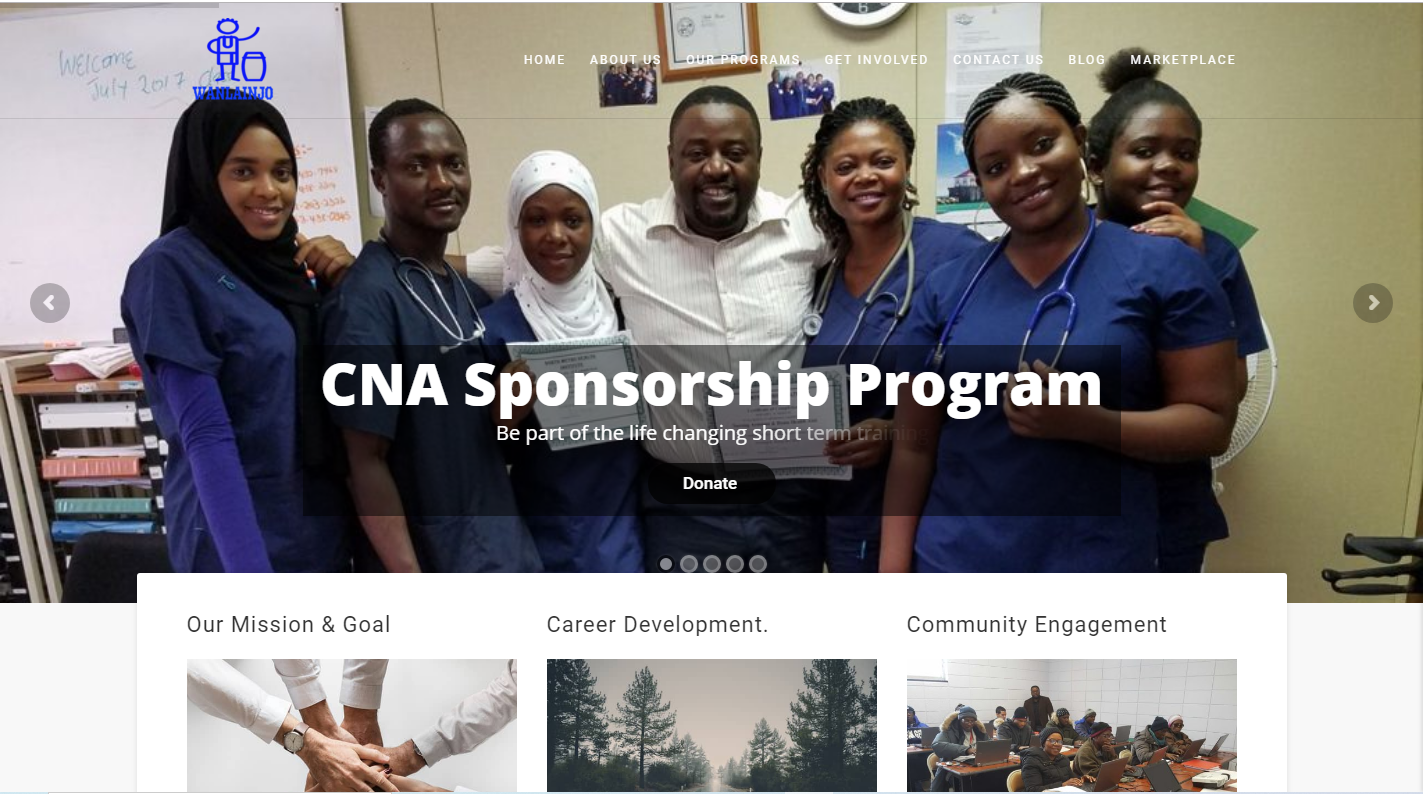 WELCOME
July 2017
WANLAINJO
HOME ABOUT US OUR PROGRAMS GET INVOLVED CONTACT US BLOG MARKETPLACE
CNA Sponsorship Program
Be part of the life changing short term training
Donate
Our Mission & Goal
Career Development.
Community Engagement